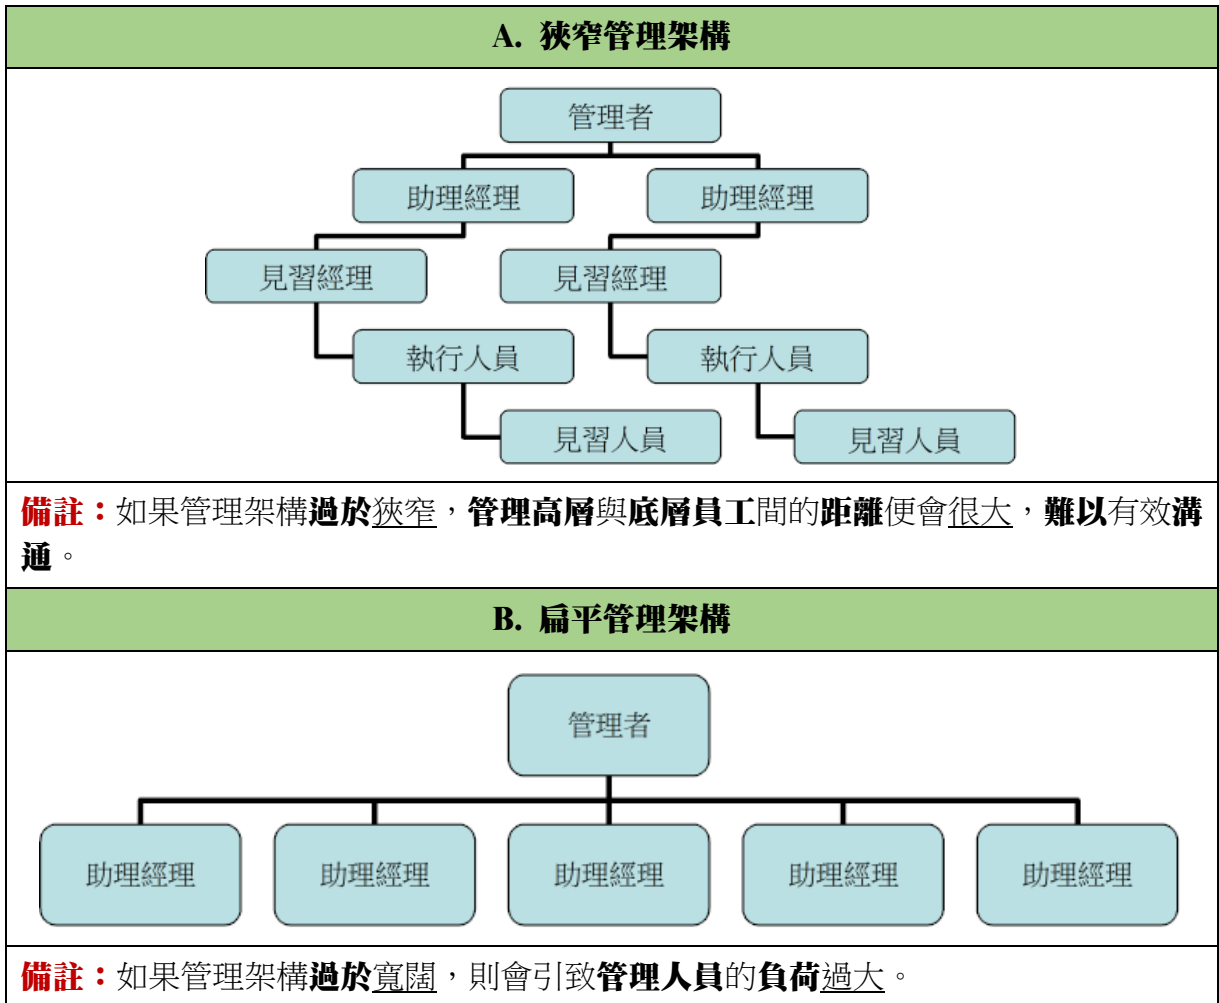 A. 狹窄管理架構
管理者
助理經理 助理經理
見習經理 見習經理
執行人員 執行人員
見習人員 見習人員
備註：如果管理架構過於狹窄，管理高層與底層員工間的距離便會很大，難以有效溝
通。
B. 扁平管理架構
管理者
助理經理 助理經理 助理經理 助理經理 助理經理
備註：如果管理架構過於寬闊，則會引致管理人員的負荷過大。